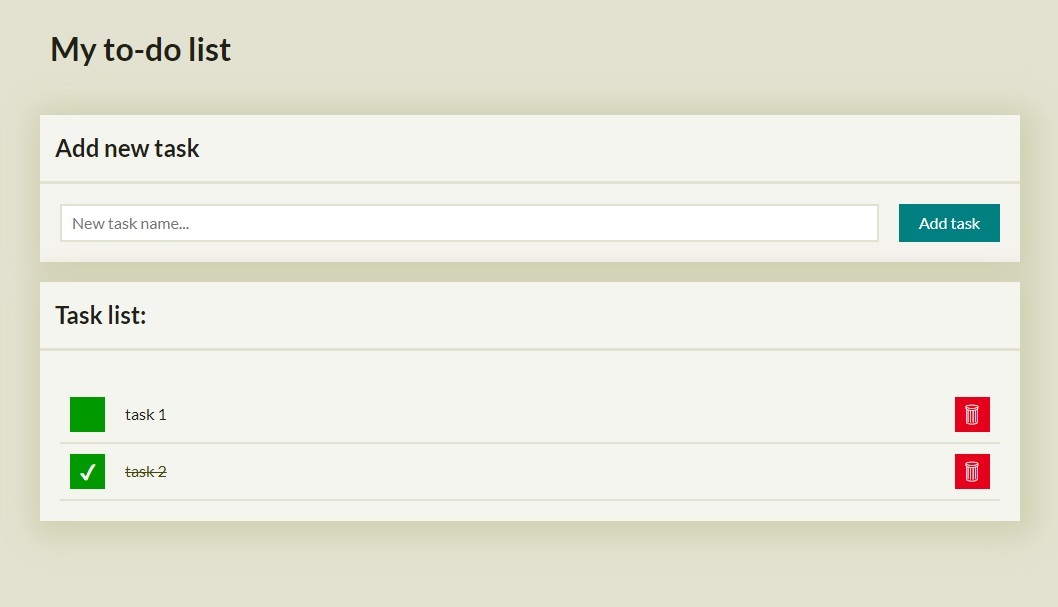 My to-do list
Add new task
New task name...
Add task
Task list:
task 1
task 2